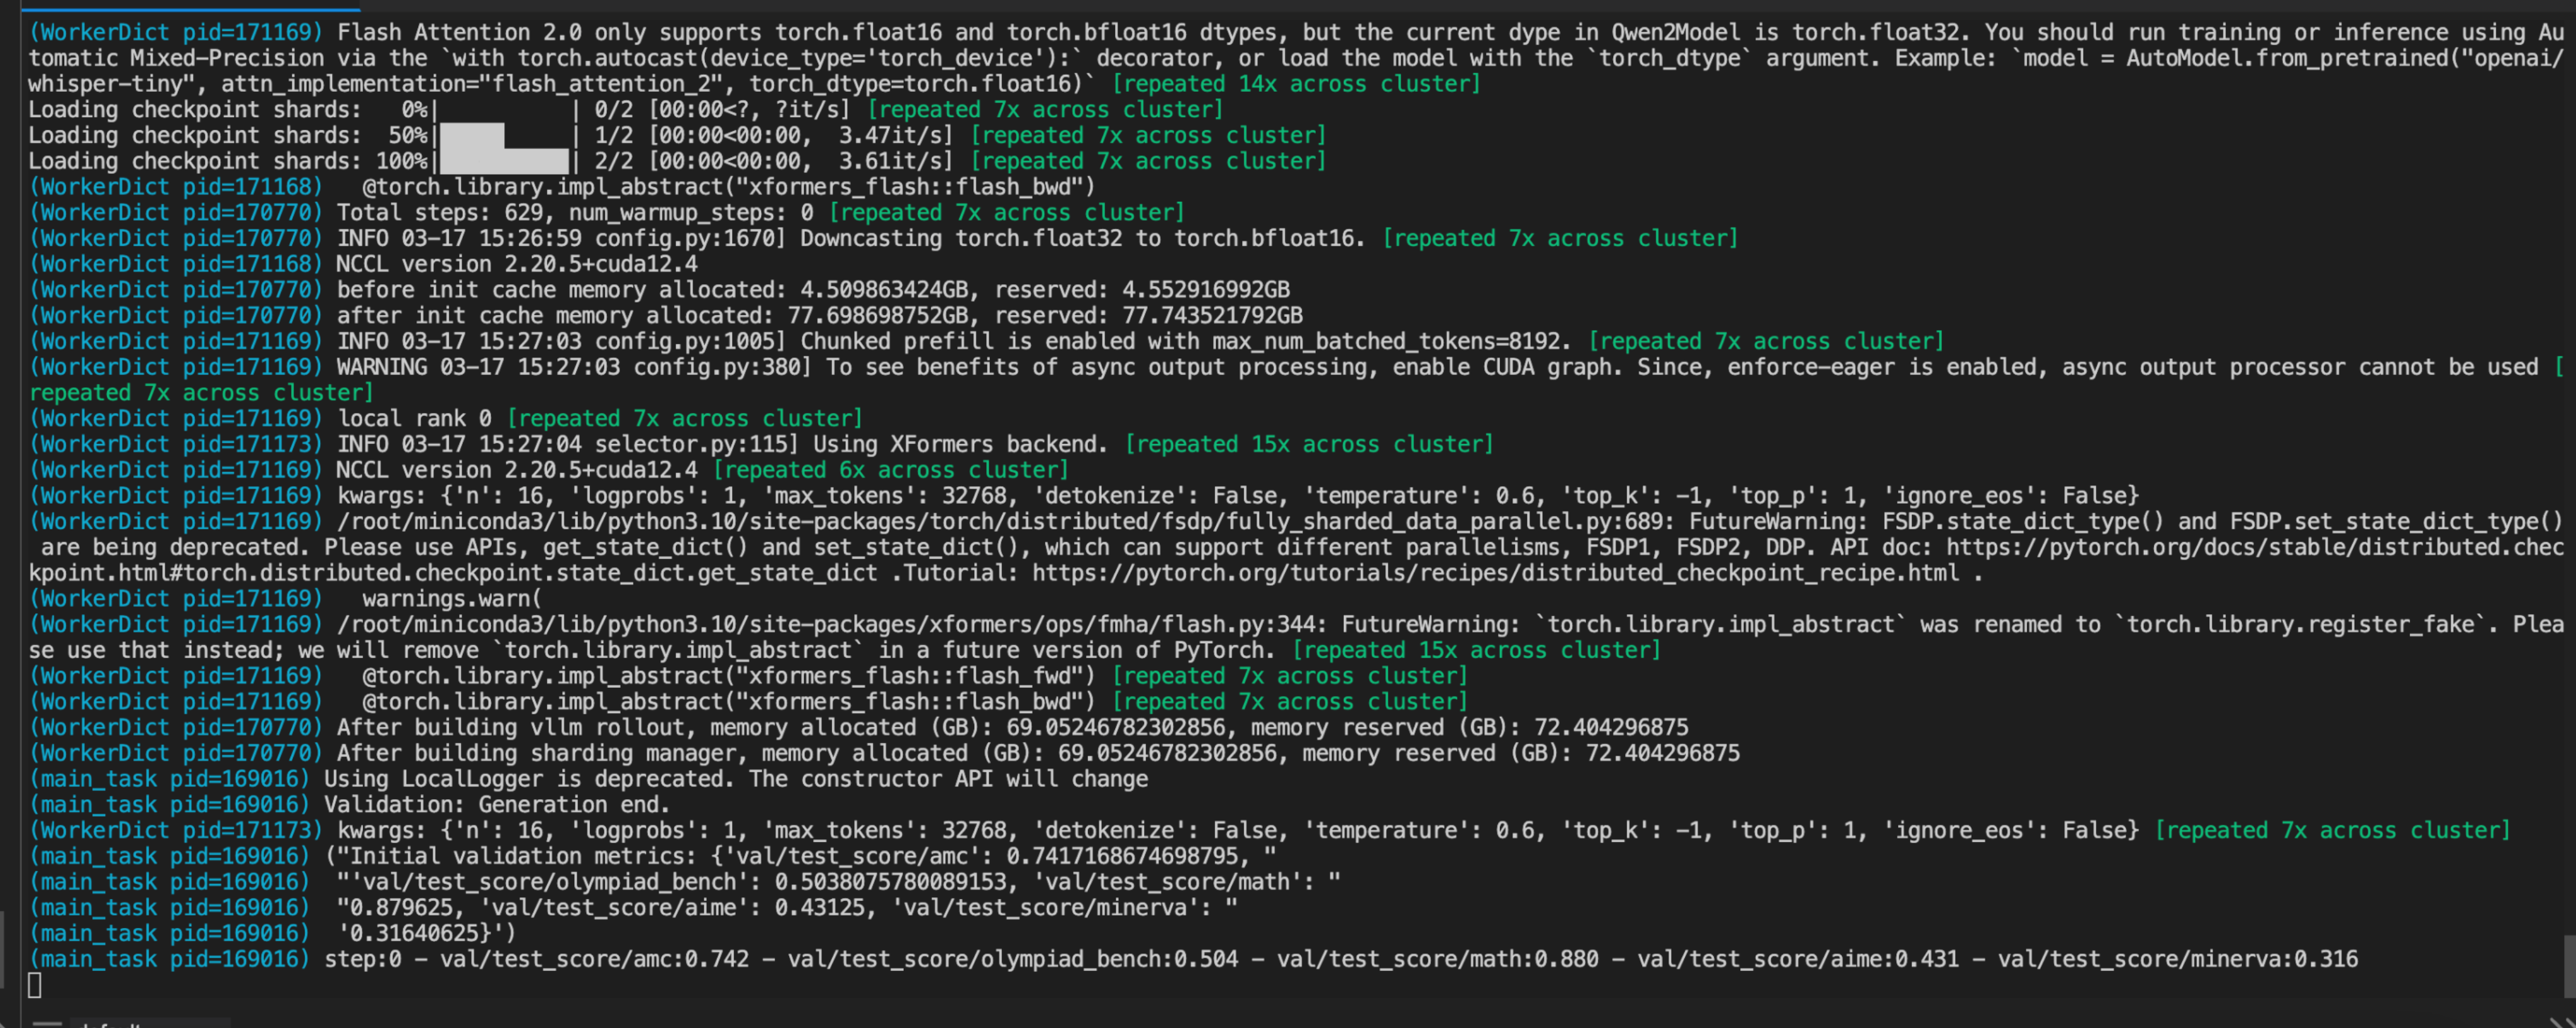 (WorkerDict pid=171169) Flash Attention 2.0 only supports torch.float16 and torch.bfloat16 dtypes, but the current dype in Qwen2Model is torch.float32. You should run training or inference using Au
tomatic Mixed-Precision via the `with torch.autocast(device_type='torch_device'):` decorator, or load the model with the `torch_dtype` argument. Example: `model = AutoModel.from_pretrained("openai/
whisper-tiny", attn_implementation="flash_attention_2", torch_dtype=torch.float16)` [repeated 14x across cluster]
Loading checkpoint shards:   0%|          | 0/2 [00:00<?, ?it/s] [repeated 7x across cluster]
Loading checkpoint shards:  50%|█████     | 1/2 [00:00<00:00,  3.47it/s] [repeated 7x across cluster]
Loading checkpoint shards: 100%|██████████| 2/2 [00:00<00:00,  3.61it/s] [repeated 7x across cluster]
(WorkerDict pid=171168)   @torch.library.impl_abstract("xformers_flash::flash_bwd")
(WorkerDict pid=170770) Total steps: 629, num_warmup_steps: 0 [repeated 7x across cluster]
(WorkerDict pid=170770) INFO 03-17 15:26:59 config.py:1670] Downcasting torch.float32 to torch.bfloat16. [repeated 7x across cluster]
(WorkerDict pid=171168) NCCL version 2.20.5+cuda12.4
(WorkerDict pid=170770) before init cache memory allocated: 4.509863424GB, reserved: 4.552916992GB
(WorkerDict pid=170770) after init cache memory allocated: 77.698698752GB, reserved: 77.743521792GB
(WorkerDict pid=171169) INFO 03-17 15:27:03 config.py:1005] Chunked prefill is enabled with max_num_batched_tokens=8192. [repeated 7x across cluster]
(WorkerDict pid=171169) WARNING 03-17 15:27:03 config.py:380] To see benefits of async output processing, enable CUDA graph. Since, enforce-eager is enabled, async output processor cannot be used [
repeated 7x across cluster]
(WorkerDict pid=171169) local rank 0 [repeated 7x across cluster]
(WorkerDict pid=171173) INFO 03-17 15:27:04 selector.py:115] Using XFormers backend. [repeated 15x across cluster]
(WorkerDict pid=171169) NCCL version 2.20.5+cuda12.4 [repeated 6x across cluster]
(WorkerDict pid=171169) kwargs: {'n': 16, 'logprobs': 1, 'max_tokens': 32768, 'detokenize': False, 'temperature': 0.6, 'top_k': -1, 'top_p': 1, 'ignore_eos': False}
(WorkerDict pid=171169) /root/miniconda3/lib/python3.10/site-packages/torch/distributed/fsdp/fully_sharded_data_parallel.py:689: FutureWarning: FSDP.state_dict_type() and FSDP.set_state_dict_type()
 are being deprecated. Please use APIs, get_state_dict() and set_state_dict(), which can support different parallelisms, FSDP1, FSDP2, DDP. API doc: https://pytorch.org/docs/stable/distributed.chec
kpoint.html#torch.distributed.checkpoint.state_dict.get_state_dict .Tutorial: https://pytorch.org/tutorials/recipes/distributed_checkpoint_recipe.html .
(WorkerDict pid=171169)   warnings.warn(
(WorkerDict pid=171169) /root/miniconda3/lib/python3.10/site-packages/xformers/ops/fmha/flash.py:344: FutureWarning: `torch.library.impl_abstract` was renamed to `torch.library.register_fake`. Plea
se use that instead; we will remove `torch.library.impl_abstract` in a future version of PyTorch. [repeated 15x across cluster]
(WorkerDict pid=171169)   @torch.library.impl_abstract("xformers_flash::flash_fwd") [repeated 7x across cluster]
(WorkerDict pid=171169)   @torch.library.impl_abstract("xformers_flash::flash_bwd") [repeated 7x across cluster]
(WorkerDict pid=170770) After building vllm rollout, memory allocated (GB): 69.05246782302856, memory reserved (GB): 72.404296875
(WorkerDict pid=170770) After building sharding manager, memory allocated (GB): 69.05246782302856, memory reserved (GB): 72.404296875
(main_task pid=169016) Using LocalLogger is deprecated. The constructor API will change
(main_task pid=169016) Validation: Generation end.
(WorkerDict pid=171173) kwargs: {'n': 16, 'logprobs': 1, 'max_tokens': 32768, 'detokenize': False, 'temperature': 0.6, 'top_k': -1, 'top_p': 1, 'ignore_eos': False} [repeated 7x across cluster]
(main_task pid=169016) ("Initial validation metrics: {'val/test_score/amc': 0.7417168674698795, "
(main_task pid=169016)  "'val/test_score/olympiad_bench': 0.5038075780089153, 'val/test_score/math': "
(main_task pid=169016)  "0.879625, 'val/test_score/aime': 0.43125, 'val/test_score/minerva': "
(main_task pid=169016)  '0.31640625}')
(main_task pid=169016) step:0 - val/test_score/amc:0.742 - val/test_score/olympiad_bench:0.504 - val/test_score/math:0.880 - val/test_score/aime:0.431 - val/test_score/minerva:0.316